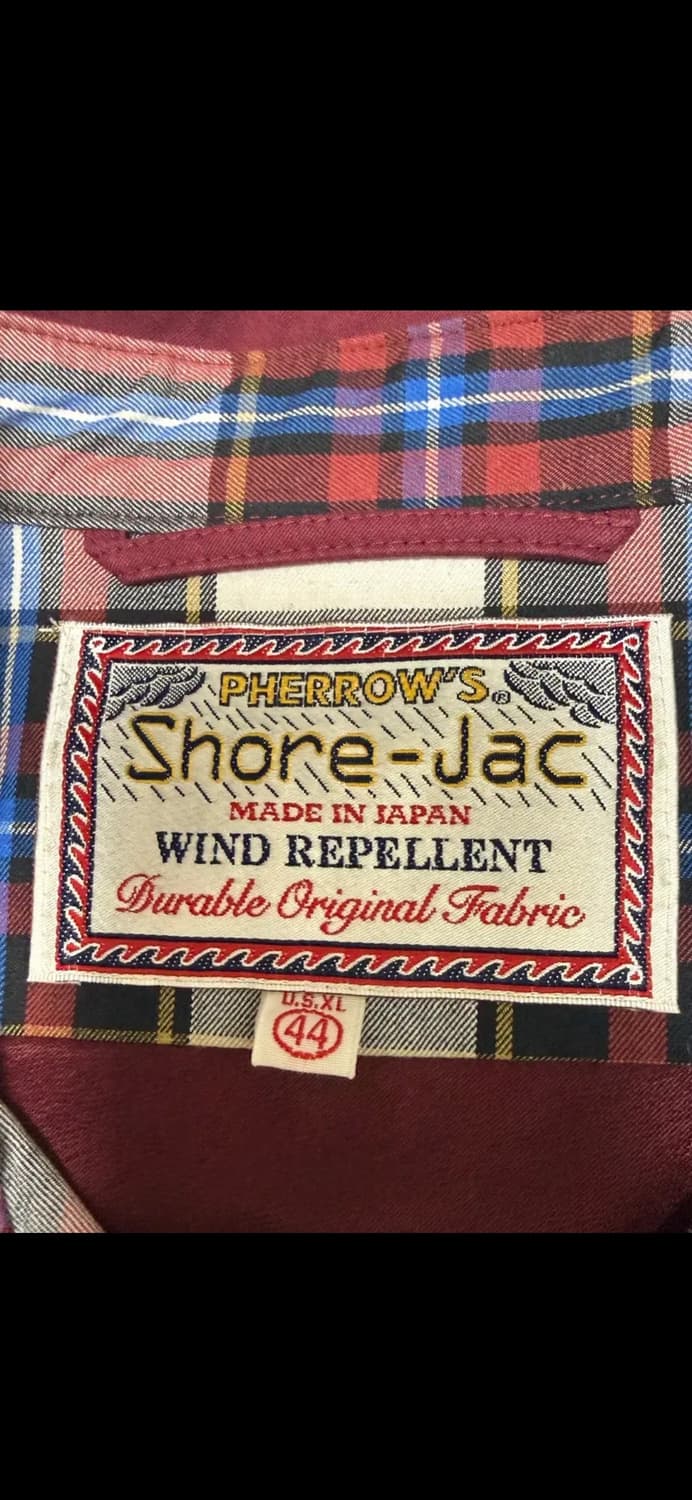 PHERROW'S®
Shore-Jac
MADE IN JAPAN
WIND REPELLENT
Durable Original Fabric
U.S.XL
44